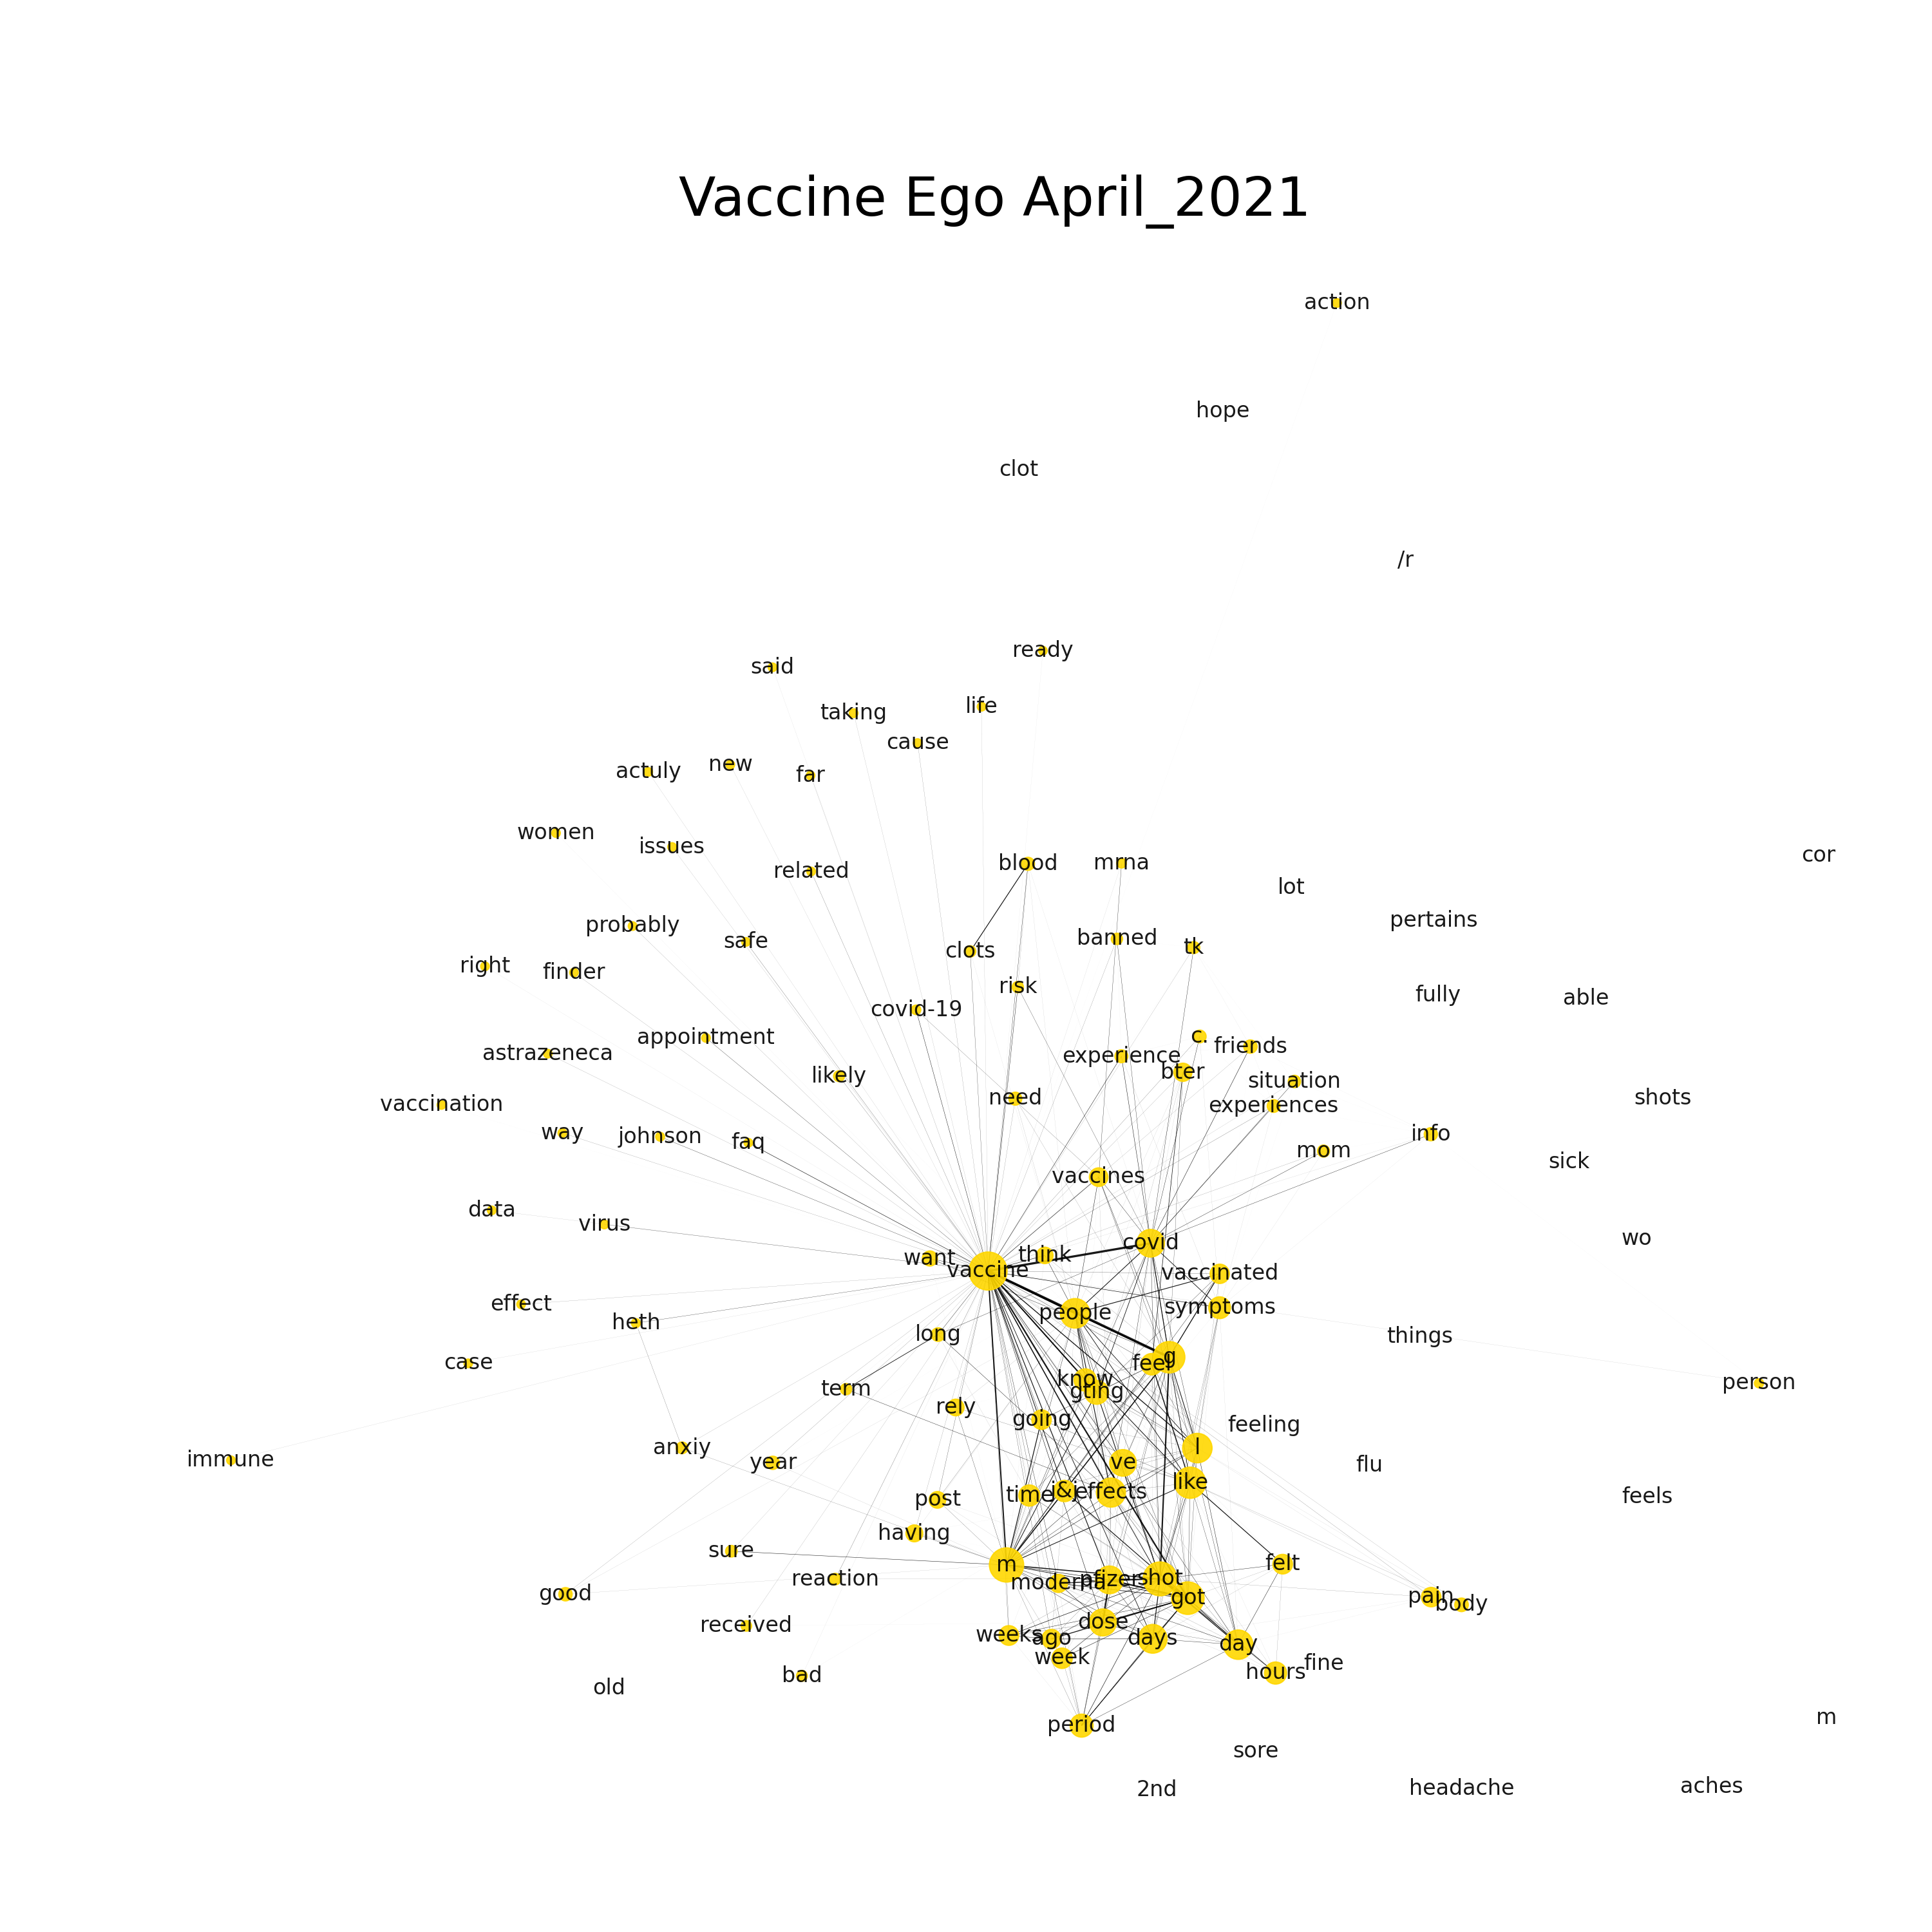 Vaccine Ego April_2021
action
hope
clot
/r
ready
said
life
taking
cause
new
actuly
far
women
issues
cor
blood
mrna
related
lot
pertains
probably
banned
safe
tk
clots
right
finder
risk
fully
able
covid-19
appointment
c.
friends
astrazeneca
experience
bter
likely
situation
need
shots
vaccination
experiences
way
info
johnson
faq
mom
sick
vaccines
data
virus
wo
covid
think
want
vaccine
vaccinated
effect
symptoms
people
heth
long
things
g
case
feel
know
person
term
gting
rely
going
feeling
anxiy
l
immune
year
ve
flu
like
j&j
effects
time
feels
post
having
sure
felt
m
shot
reaction
pfizer
moderna
good
pain
got
body
dose
received
weeks
ago
days
day
week
fine
hours
bad
old
m
period
sore
aches
headache
2nd